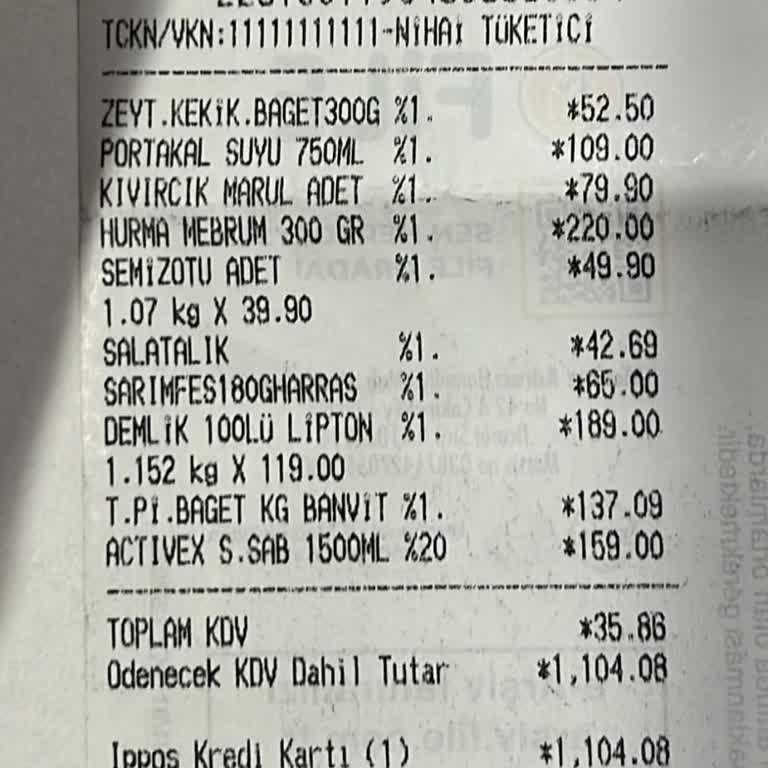 TCKN/VKN:11111111111-NİHAİ TÜKETİCİ
ZEYT.KEKİK.BAGET300G %1. *52.50
PORTAKAL SUYU 750ML %1. *109.00
KIVIRCIK MARUL ADET %1. *79.90
HURMA MEBRUM 300 GR %1. *220.00
SEMİZOTU ADET %1. *49.90
1.07 kg X 39.90
SALATALIK %1. *42.69
SARIMFES180GHARRAS %1. *65.00
DEMLİK 100LÜ LİPTON %1. *189.00
1.152 kg X 119.00
T.Pİ.BAGET KG BANVİT %1. *137.09
ACTIVEX S.SAB 1500ML %20 *159.00
TOPLAM KDV *35.86
Odenecek KDV Dahil Tutar *1,104.08
Ippos Kredi Kartı (1) *1,104.08